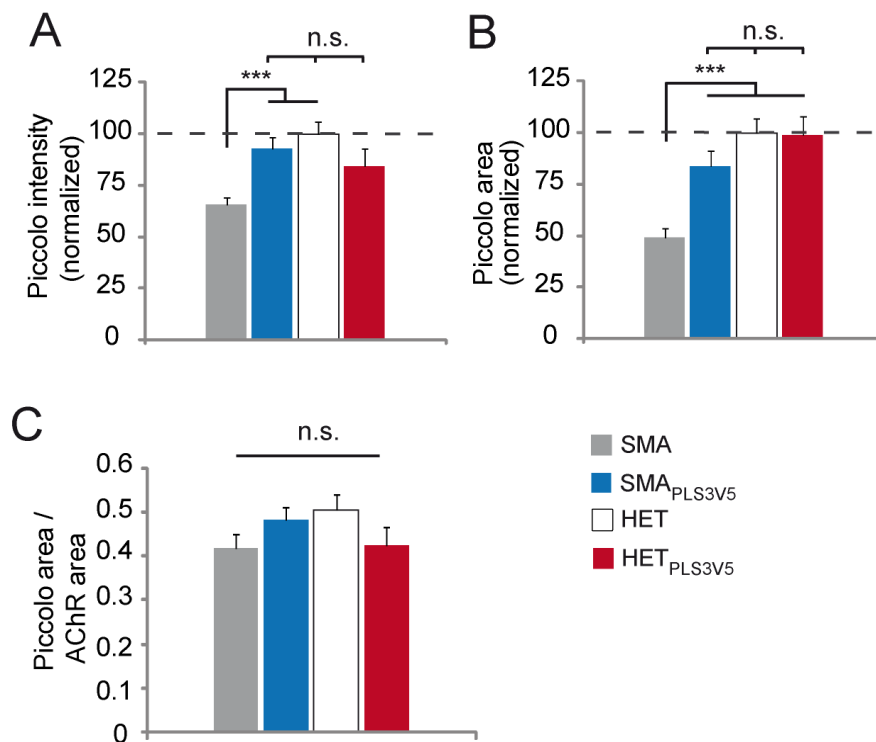 A
n.s.
***
125
100
75
50
25
0
Piccolo intensity
(normalized)
B
n.s.
***
125
100
75
50
25
0
Piccolo area
(normalized)
C
n.s.
0.6
0.5
0.4
0.3
0.2
0.1
0
Piccolo area /
AChR area
SMA
SMAPLS3V5
HET
HETPLS3V5